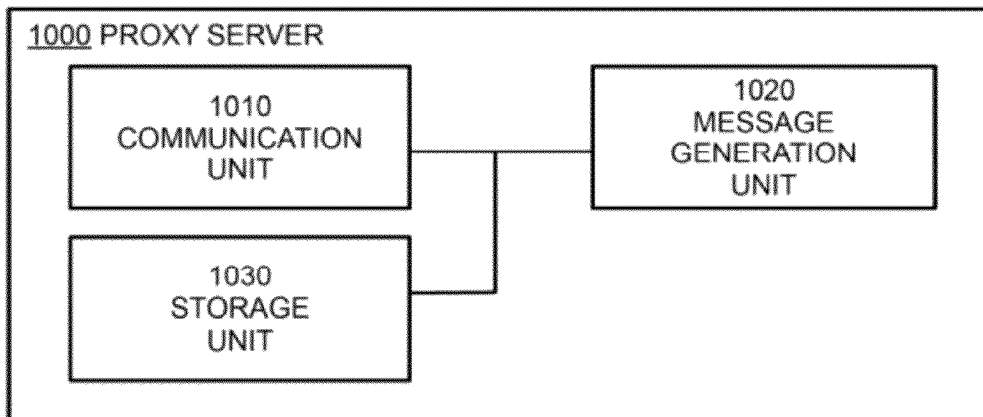 1000 PROXY SERVER
1010
COMMUNICATION
UNIT
1020
MESSAGE
GENERATION
UNIT
1030
STORAGE
UNIT